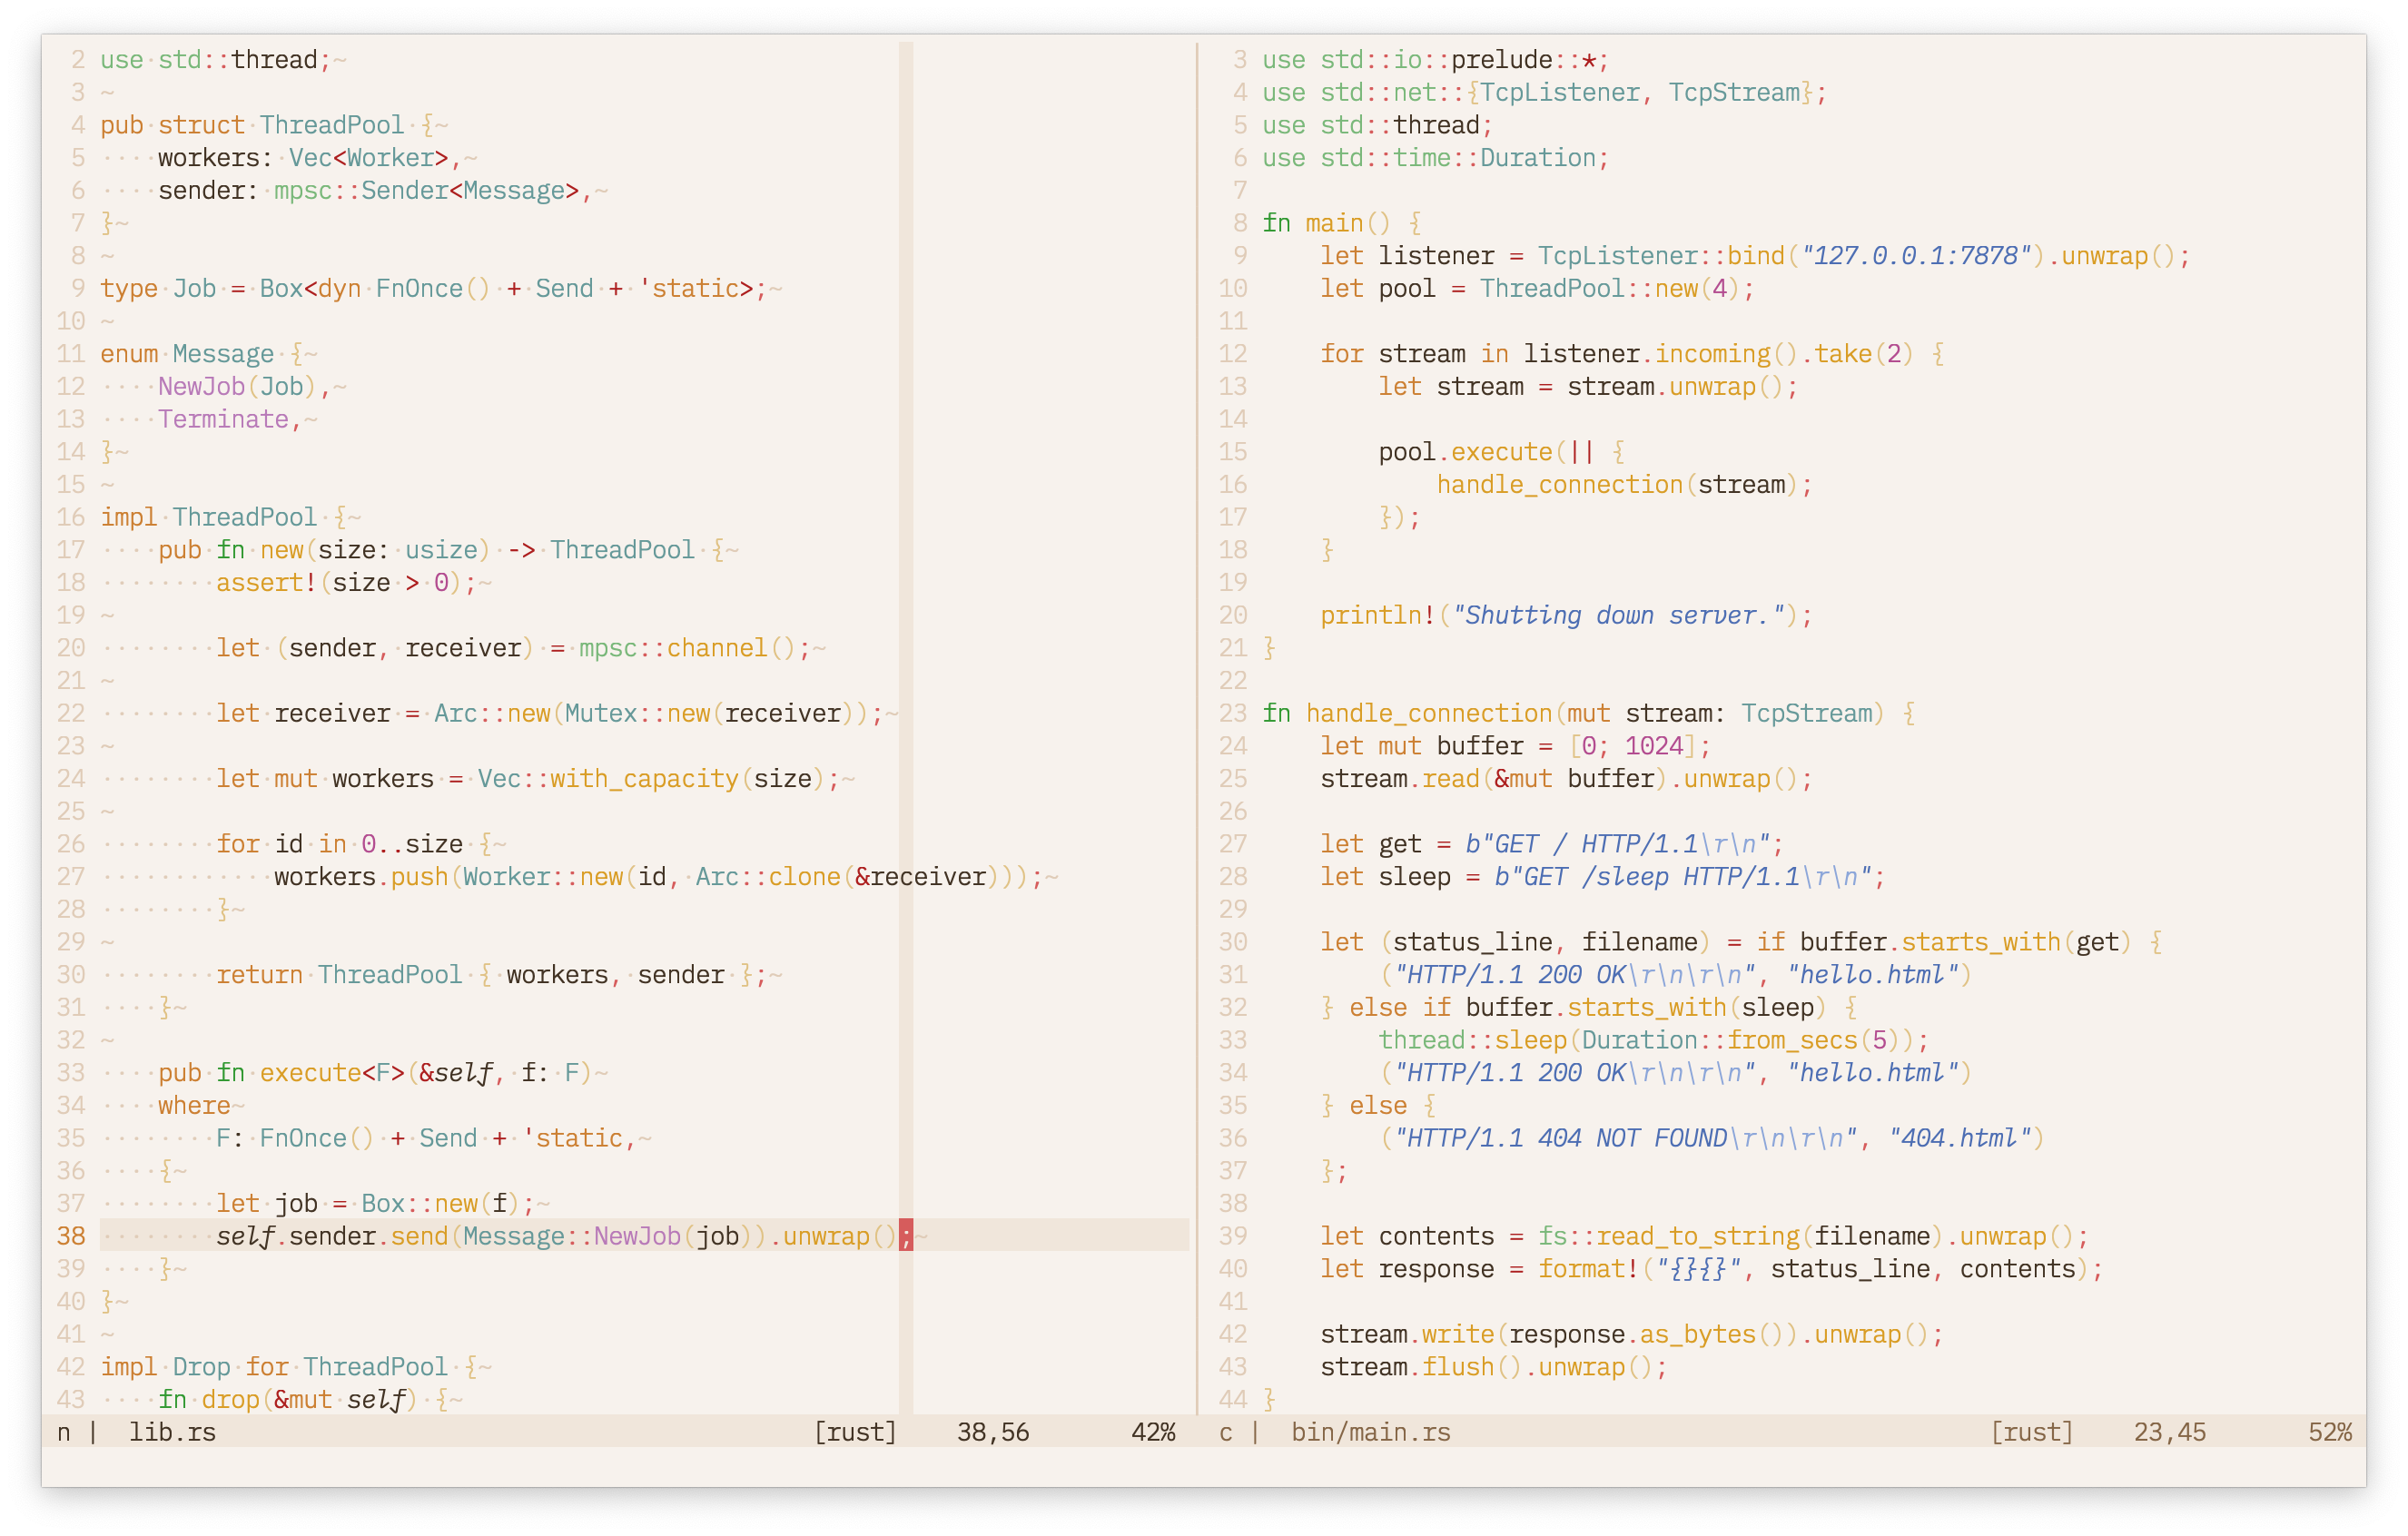 2 use·std::thread;~
3 ~
4 pub·struct·ThreadPool·{~
5 ····workers:·Vec<Worker>,~
6 ····sender:·mpsc::Sender<Message>,~
7 }~
8 ~
9 type·Job·=·Box<dyn·FnOnce()·+·Send·+·'static>;~
10 ~
11 enum·Message·{~
12 ····NewJob(Job),~
13 ····Terminate,~
14 }~
15 ~
16 impl·ThreadPool·{~
17 ····pub·fn·new(size:·usize)·->·ThreadPool·{~
18 ········assert!(size·>·0);~
19 ~
20 ········let·(sender,·receiver)·=·mpsc::channel();~
21 ~
22 ········let·receiver·=·Arc::new(Mutex::new(receiver));~
23 ~
24 ········let·mut·workers·=·Vec::with_capacity(size);~
25 ~
26 ········for·id·in·0..size·{~
27 ············workers.push(Worker::new(id,·Arc::clone(&receiver)));~
28 ········}~
29 ~
30 ········return·ThreadPool·{·workers,·sender·};~
31 ····}~
32 ~
33 ····pub·fn·execute<F>(&self,·f:·F)~
34 ····where~
35 ········F:·FnOnce()·+·Send·+·'static,~
36 ····{~
37 ········let·job·=·Box::new(f);~
38 ········self.sender.send(Message::NewJob(job)).unwrap();~
39 ····}~
40 }~
41 ~
42 impl·Drop·for·ThreadPool·{~
43 ····fn·drop(&mut·self)·{~
n | lib.rs [rust] 38,56 42%
3 use std::io::prelude::*;
4 use std::net::{TcpListener, TcpStream};
5 use std::thread;
6 use std::time::Duration;
7
8 fn main() {
9     let listener = TcpListener::bind("127.0.0.1:7878").unwrap();
10     let pool = ThreadPool::new(4);
11
12     for stream in listener.incoming().take(2) {
13         let stream = stream.unwrap();
14
15         pool.execute(|| {
16             handle_connection(stream);
17         });
18     }
19
20     println!("Shutting down server.");
21 }
22
23 fn handle_connection(mut stream: TcpStream) {
24     let mut buffer = [0; 1024];
25     stream.read(&mut buffer).unwrap();
26
27     let get = b"GET / HTTP/1.1\r\n";
28     let sleep = b"GET /sleep HTTP/1.1\r\n";
29
30     let (status_line, filename) = if buffer.starts_with(get) {
31         ("HTTP/1.1 200 OK\r\n\r\n", "hello.html")
32     } else if buffer.starts_with(sleep) {
33         thread::sleep(Duration::from_secs(5));
34         ("HTTP/1.1 200 OK\r\n\r\n", "hello.html")
35     } else {
36         ("HTTP/1.1 404 NOT FOUND\r\n\r\n", "404.html")
37     };
38
39     let contents = fs::read_to_string(filename).unwrap();
40     let response = format!("{}{}", status_line, contents);
41
42     stream.write(response.as_bytes()).unwrap();
43     stream.flush().unwrap();
44 }
c | bin/main.rs [rust] 23,45 52%